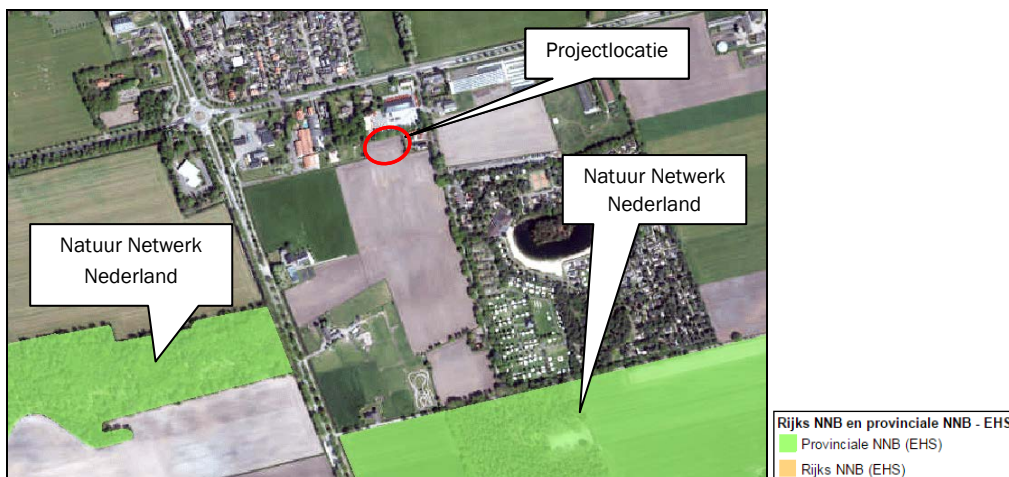 Projectlocatie
Natuur Netwerk
Nederland
Natuur Netwerk
Nederland
Rijks NNB en provinciale NNB - EHS
Provinciale NNB (EHS)
Rijks NNB (EHS)